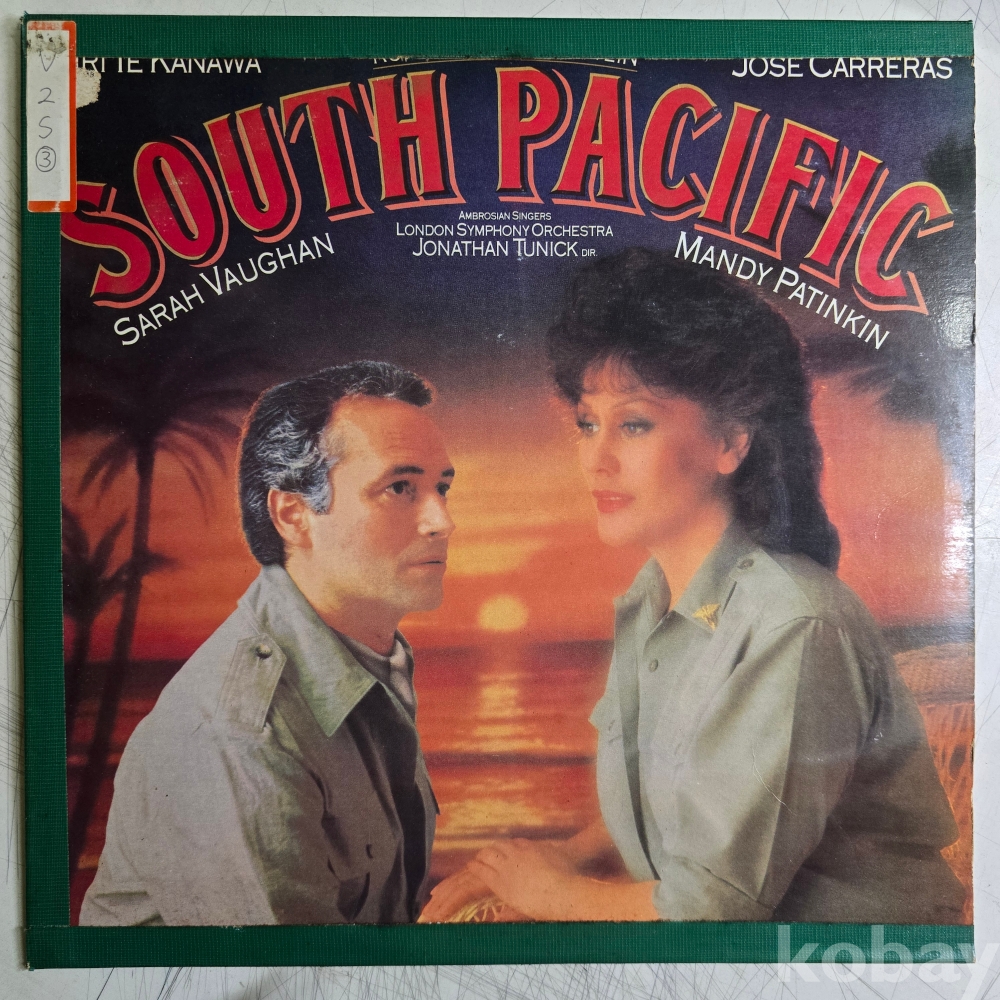 V
2
5
3
KANAWA
JOSE CARRERAS
SOUTH PACIFIC
AMBROSIAN SINGERS
LONDON SYMPHONY ORCHESTRA
JONATHAN TUNICK DIR.
SARAH VAUGHAN
MANDY PATINKIN
kobay